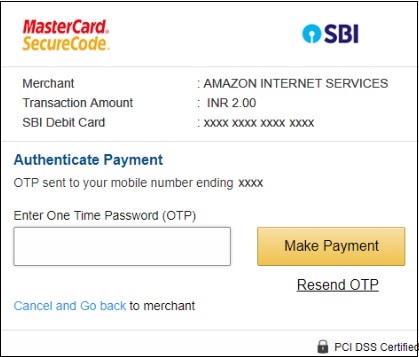 MasterCard.
SecureCode.
SBI
Merchant : AMAZON INTERNET SERVICES
Transaction Amount : INR 2.00
SBI Debit Card : xxxx xxxx xxxx xxxx
Authenticate Payment
OTP sent to your mobile number ending xxxx
Enter One Time Password (OTP)
Make Payment
Resend OTP
Cancel and Go back to merchant
PCI DSS Certified